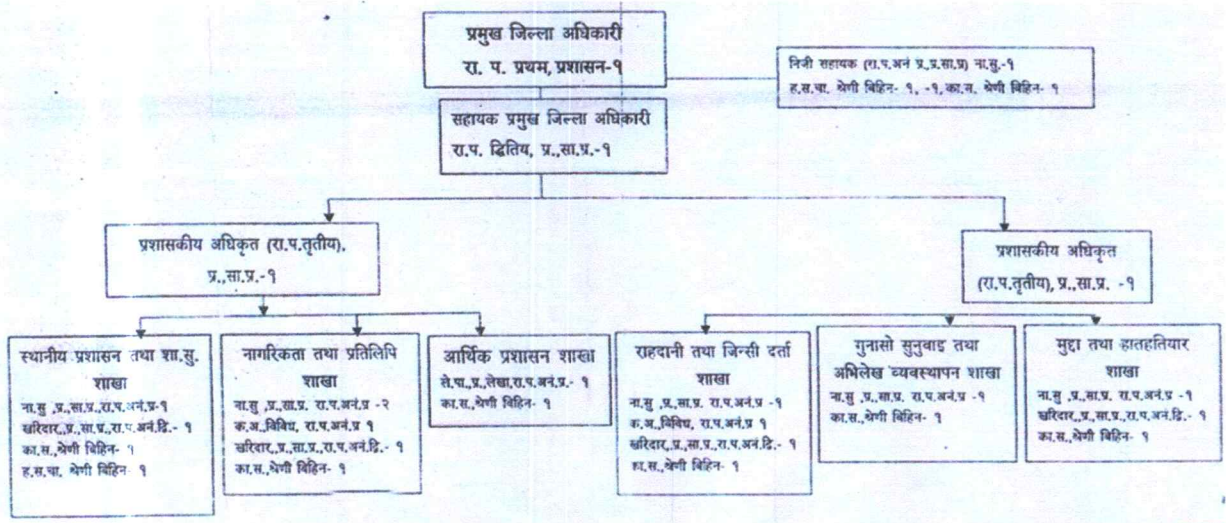 प्रमुख जिल्ला अधिकारी
रा. प. प्रथम, प्रशासन-१
निजी सहायक (रा.प.अनं प्र.प्र.सा.प्र) ना.सु.-१
ह.स.चा. श्रेणी बिहिन- १, -१, का.स. श्रेणी बिहिन- १
सहायक प्रमुख जिल्ला अधिकारी
रा.प. द्धितिय, प्र.,सा.प्र.-१
प्रशासकीय अधिकृत (रा.प.तृतीय).
प्र.,सा.प्र.-१
प्रशासकीय अधिकृत
(रा.प.तृतीय), प्र.,सा.प्र. -१
स्थानीय प्रशासन तथा शा.सु.
शाखा
ना.सु .,प्र.,सा.प्र.,रा.प.अनं.प्र-१
खरिदार.,प्र.,सा.प्र.,रा.प.अनं.द्वि.- १
का.स.,श्रेणी बिहिन- १
ह.स.चा. श्रेणी बिहिन- १
नागरिकता तथा प्रतिलिपि
शाखा
ना.सु .,प्र.,सा.प्र. रा.प.अनं.प्र -२
क.अ.,विविध, रा.प.अनं.प्र १
खरिदार.,प्र.,सा.प्र.,रा.प.अनं.द्वि.- १
का.स.,श्रेणी बिहिन- १
आर्थिक प्रशासन शाखा
ले.पा.,प्र.,लेखा,रा.प.अनं.प्र.- १
का.स.,श्रेणी बिहिन- १
राहदानी तथा जिन्सी दर्ता
शाखा
ना.सु .,प्र.,सा.प्र. रा.प.अनं.प्र -१
क.अ.,विविध, रा.प.अनं.प्र १
खरिदार.,प्र.,सा.प्र.,रा.प.अनं.द्वि.- १
का.स.,श्रेणी बिहिन- १
गुनासो सुनुवाइ तथा
अभिलेख व्यवस्थापन शाखा
ना.सु .,प्र.,सा.प्र. रा.प.अनं.प्र -१
का.स.,श्रेणी बिहिन- १
मुद्दा तथा हातहतियार
शाखा
ना.सु .,प्र.,सा.प्र. रा.प.अनं.प्र -१
खरिदार.,प्र.,सा.प्र.,रा.प.अनं.द्वि.- १
का.स.,श्रेणी बिहिन- १